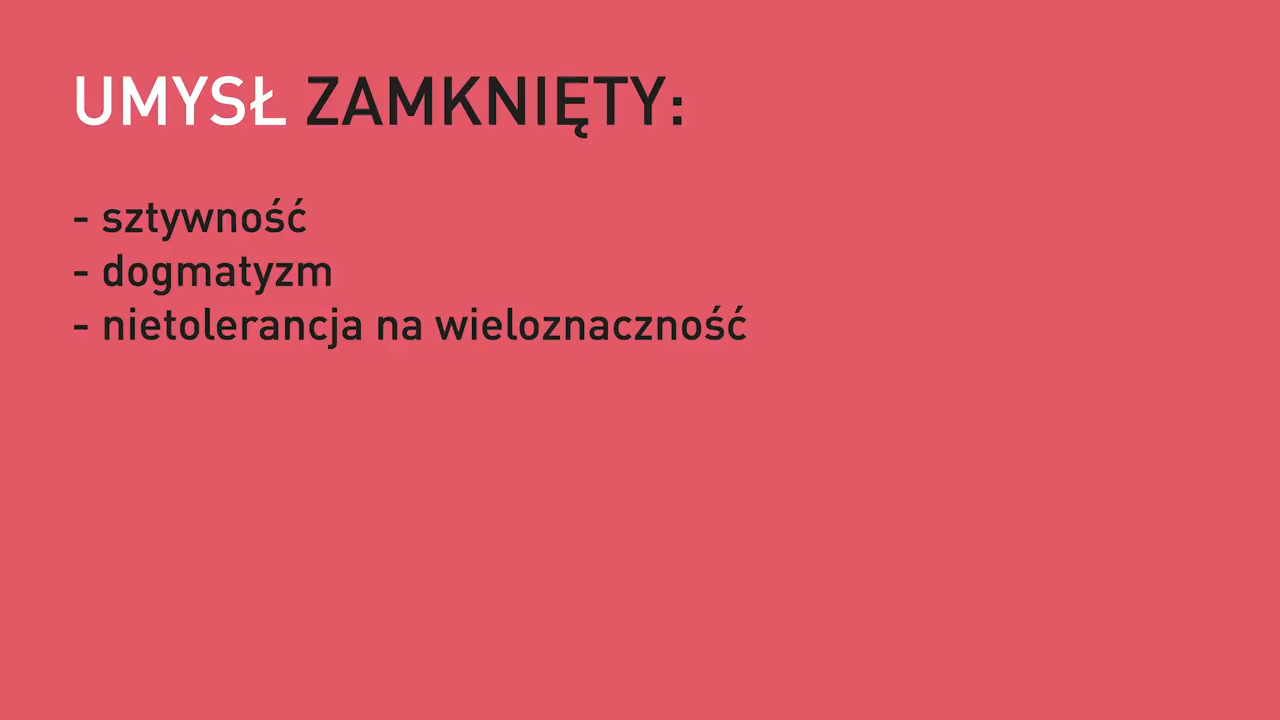 UMYSŁ ZAMKNIĘTY:
- sztywność
- dogmatyzm
- nietolerancja na wieloznaczność